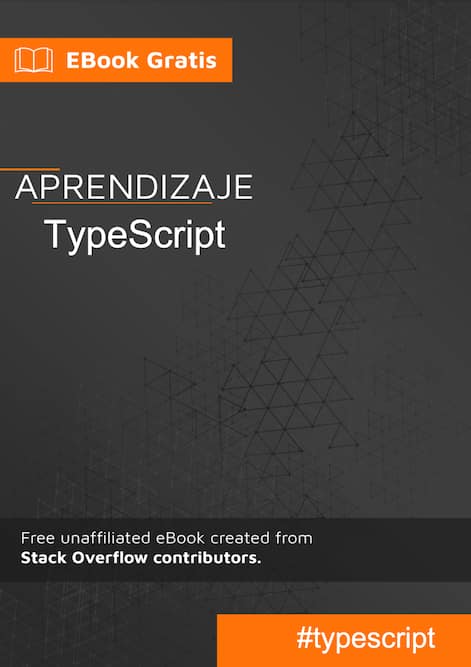 EBook Gratis
APRENDIZAJE
TypeScript
Free unaffiliated eBook created from
Stack Overflow contributors.
#typescript